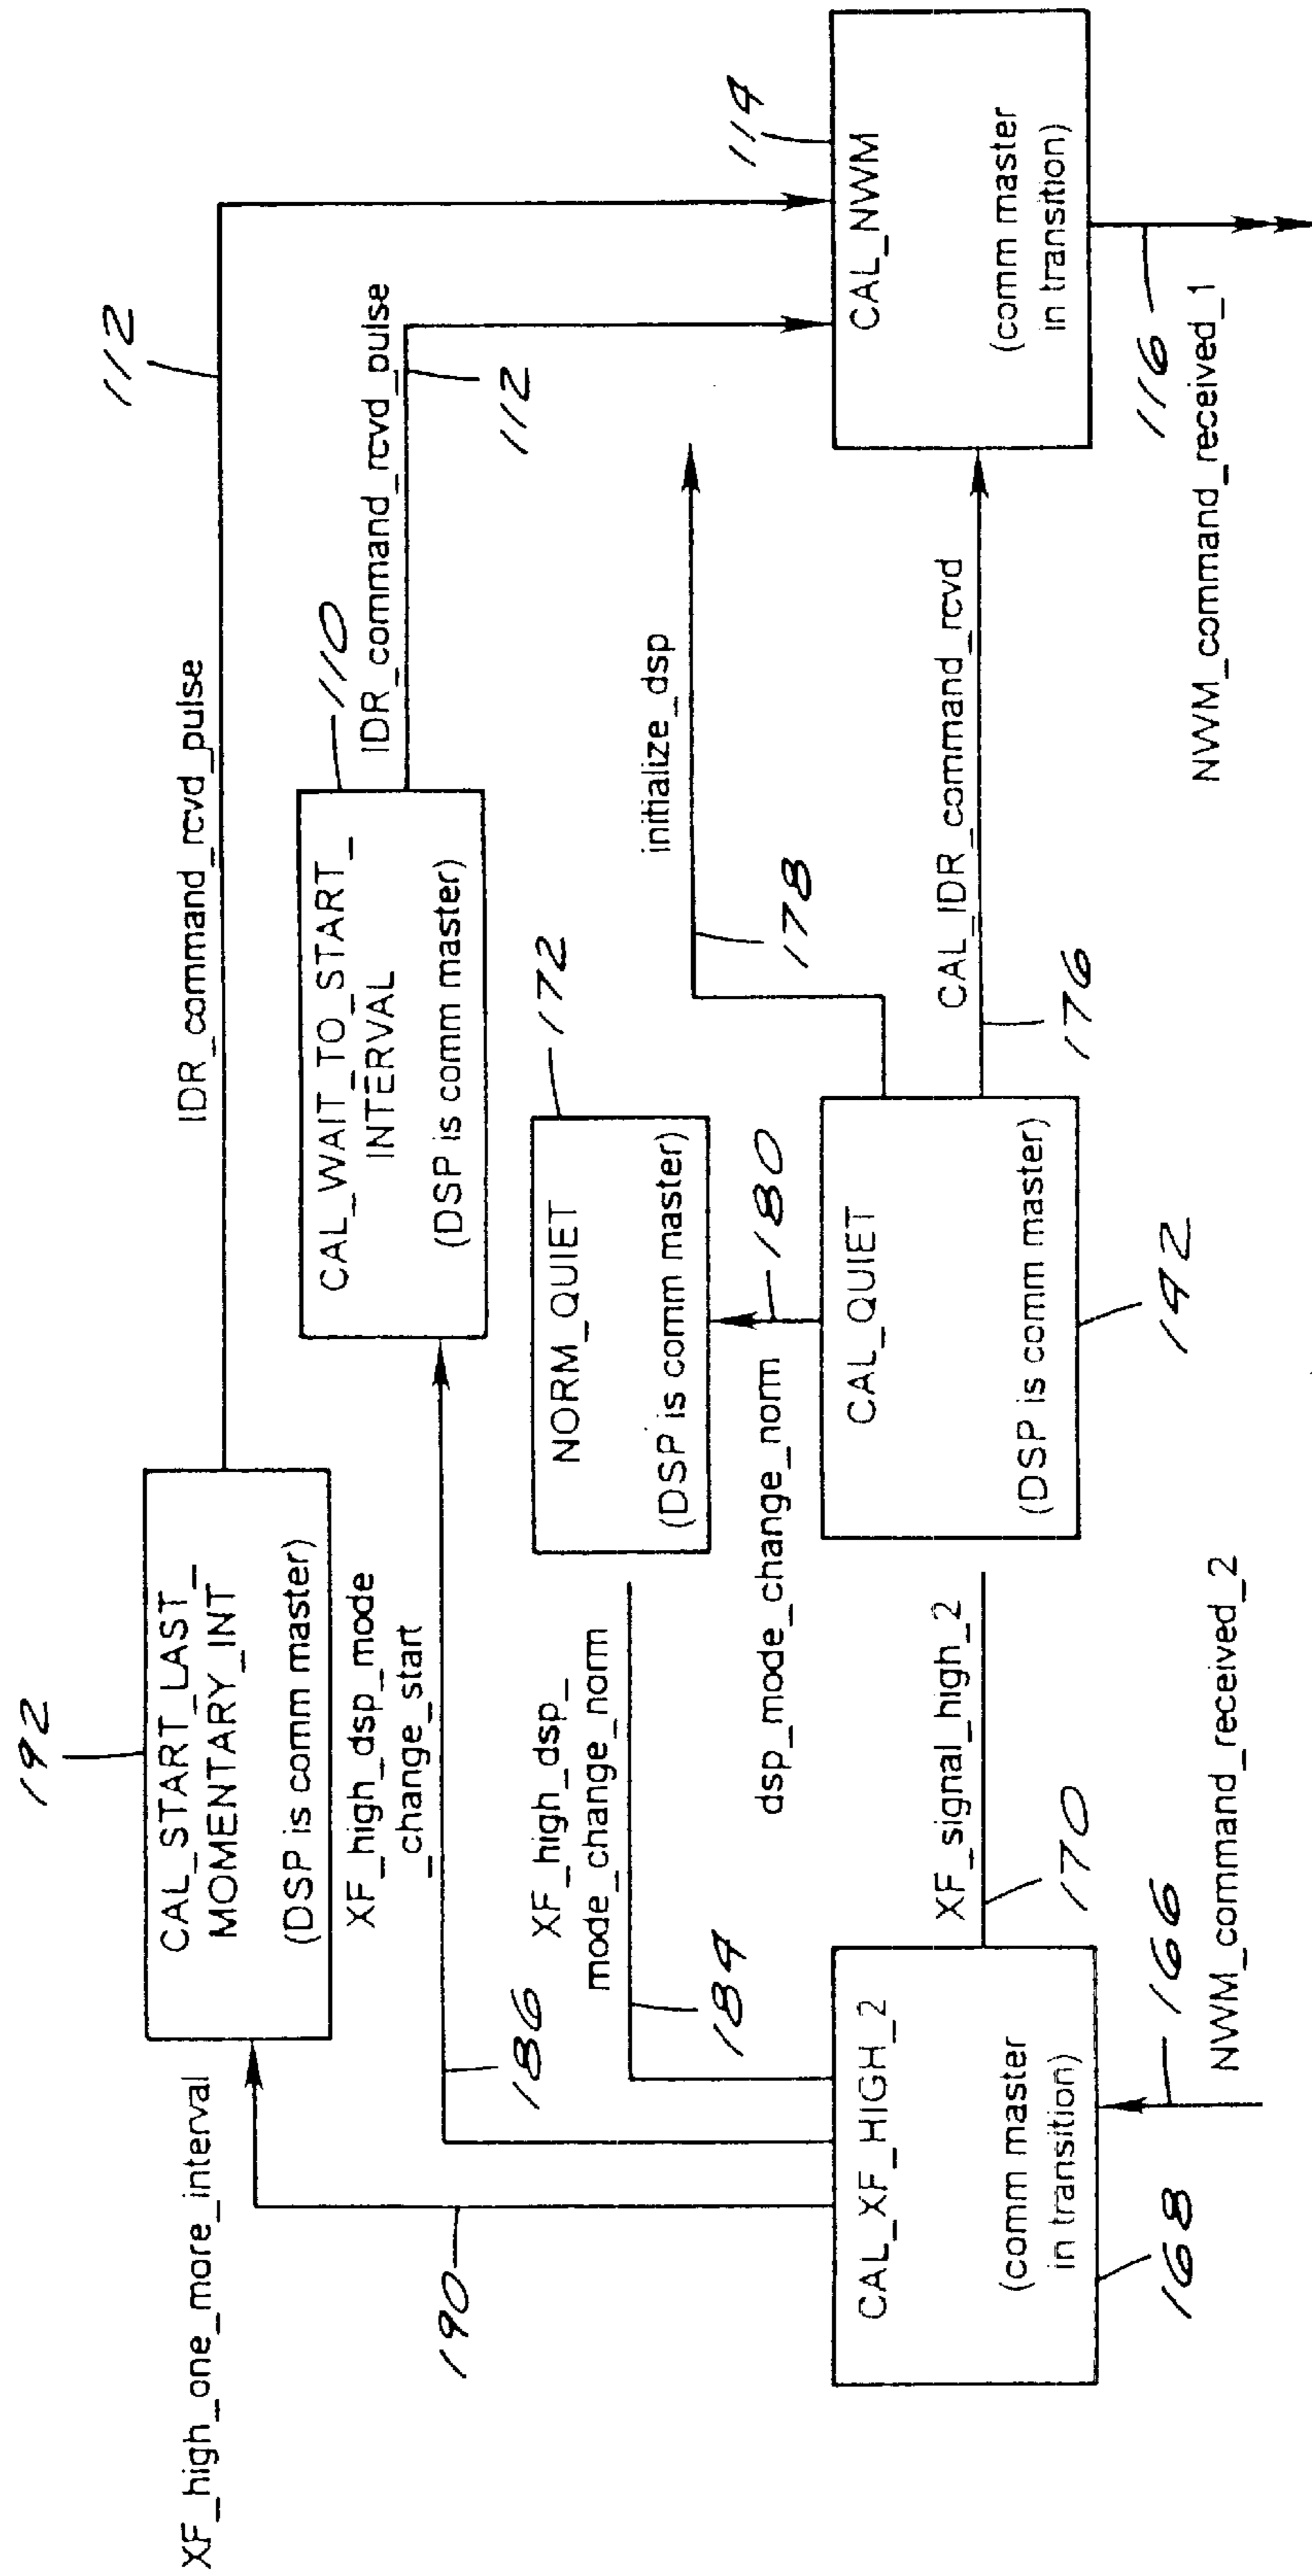 192
CAL_START_LAST_
MOMENTARY_INT
(DSP is comm master)
IDR_command_rcvd_pulse
112
XF_high_one_more_interval
190
XF_high_dsp_mode
_change_start
186
CAL_WAIT_TO_START_
INTERVAL
(DSP is comm master)
110
IDR_command_rcvd_pulse
112
XF_high_dsp_
mode_change_norm
184
NORM_QUIET
(DSP is comm master)
172
dsp_mode_change_norm
180
initialize_dsp
178
CAL_XF_HIGH_2
(comm master
in transition)
168
XF_signal_high_2
170
CAL_QUIET
(DSP is comm master)
142
CAL_IDR_command_rcvd
176
CAL_NWM
(comm master
in transition)
114
166
NWM_command_received_2
116
NWM_command_received_1